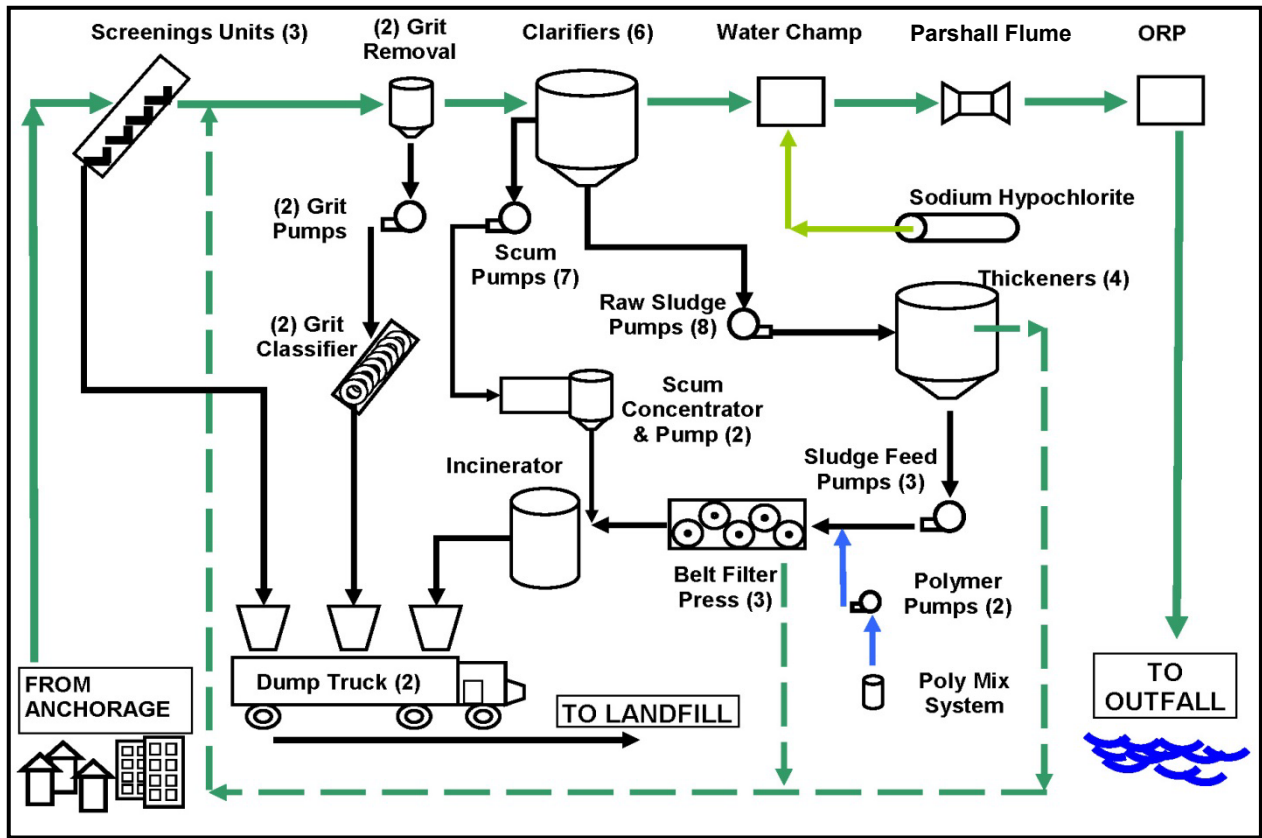 Screenings Units (3)
(2) Grit
Removal
Clarifiers (6)
Water Champ
Parshall Flume
ORP
(2) Grit
Pumps
Scum
Pumps (7)
Sodium Hypochlorite
Thickeners (4)
Raw Sludge
Pumps (8)
(2) Grit
Classifier
Scum
Concentrator
& Pump (2)
Incinerator
Sludge Feed
Pumps (3)
Belt Filter
Press (3)
Polymer
Pumps (2)
Poly Mix
System
FROM
ANCHORAGE
Dump Truck (2)
TO LANDFILL
TO
OUTFALL